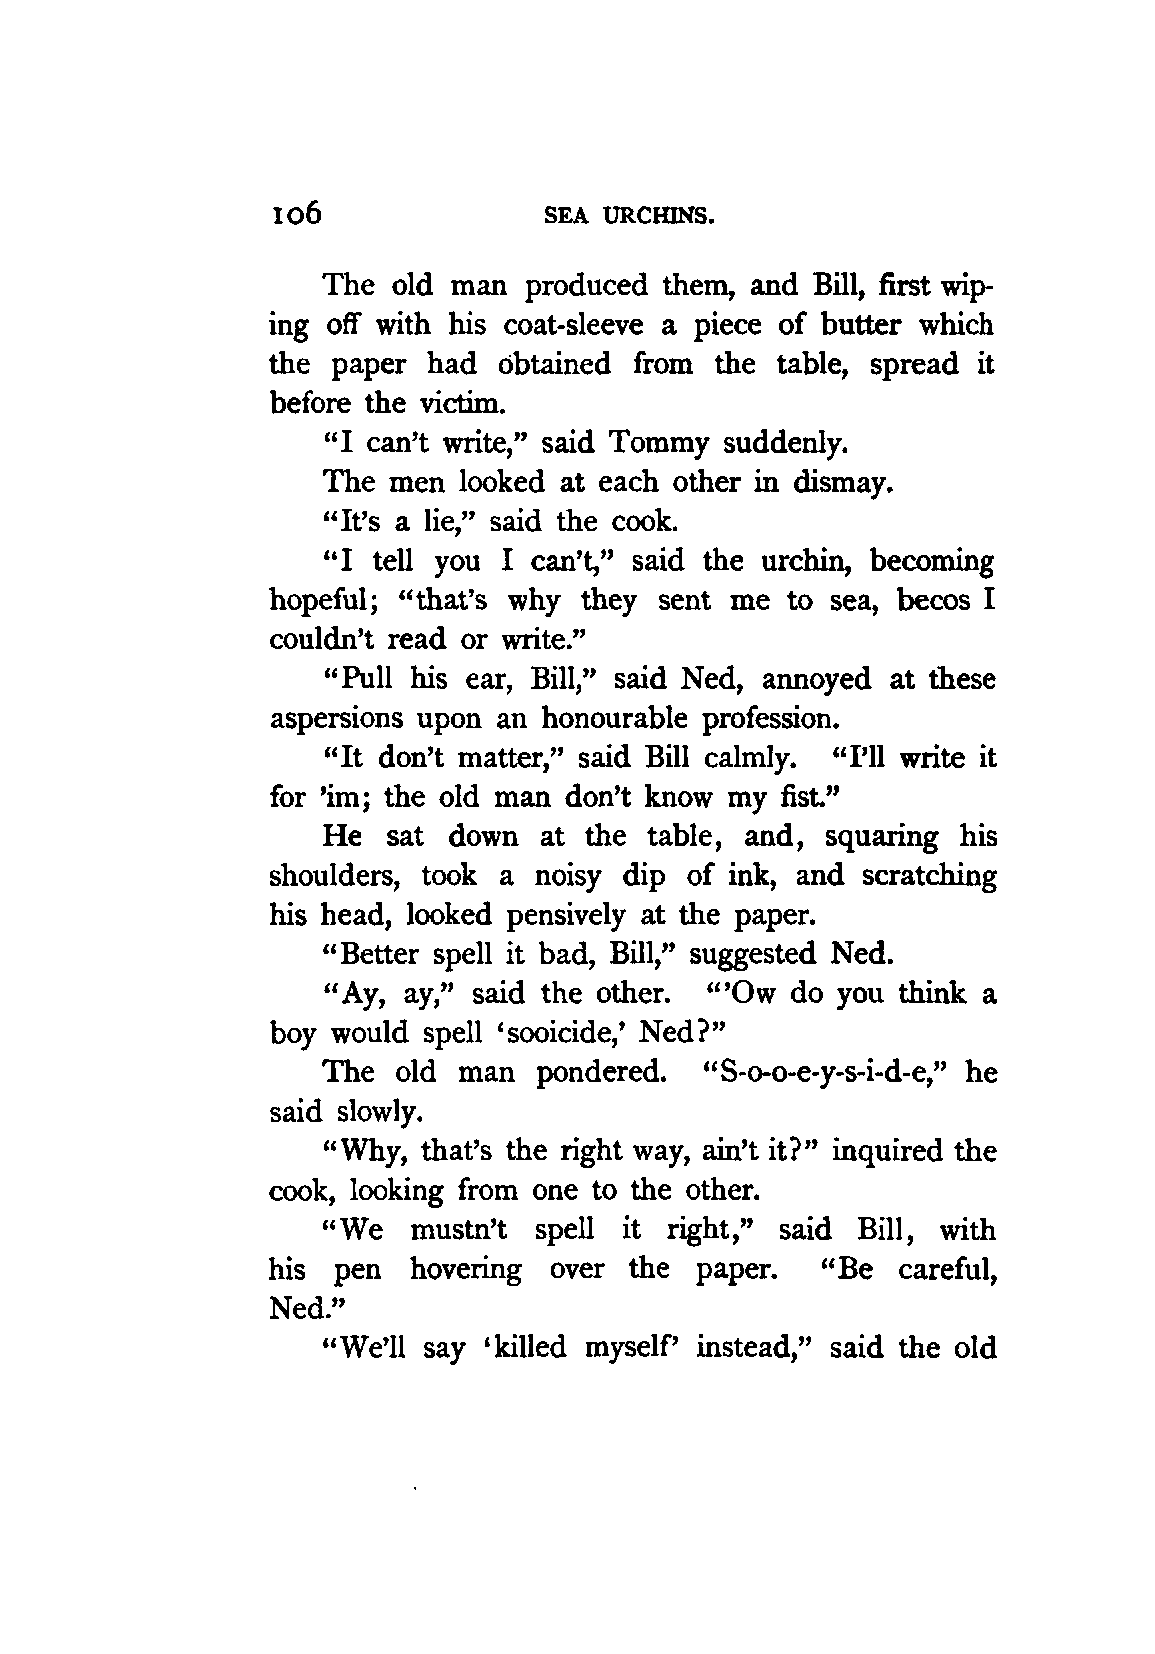 106 SEA URCHINS.
The old man produced them, and Bill, first wip-
ing off with his coat-sleeve a piece of butter which
the paper had obtained from the table, spread it
before the victim.
“I can’t write,” said Tommy suddenly.
The men looked at each other in dismay.
“It’s a lie,” said the cook.
“I tell you I can’t,” said the urchin, becoming
hopeful; “that’s why they sent me to sea, becos I
couldn’t read or write.”
“Pull his ear, Bill,” said Ned, annoyed at these
aspersions upon an honourable profession.
“It don’t matter,” said Bill calmly. “I’ll write it
for ’im; the old man don’t know my fist.”
He sat down at the table, and, squaring his
shoulders, took a noisy dip of ink, and scratching
his head, looked pensively at the paper.
“Better spell it bad, Bill,” suggested Ned.
“Ay, ay,” said the other. “’Ow do you think a
boy would spell ‘sooicide,’ Ned?”
The old man pondered. “S-o-o-e-y-s-i-d-e,” he
said slowly.
“Why, that’s the right way, ain’t it?” inquired the
cook, looking from one to the other.
“We mustn’t spell it right,” said Bill, with
his pen hovering over the paper. “Be careful,
Ned.”
“We’ll say ‘killed myself’ instead,” said the old